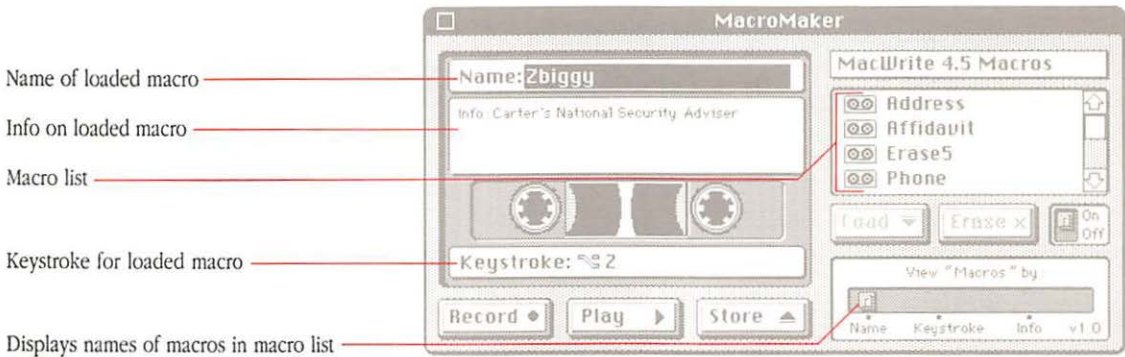 MacroMaker
Name of loaded macro
Name: Zbiggy
MacWrite 4.5 Macros
Info on loaded macro
Info: Carter's National Security Adviser
Address
Affidavit
Erase5
Phone
Macro list
Load
Erase x
On
Off
Keystroke for loaded macro
Keystroke: ⌥2
View "Macros" by:
Record
Play
Store
Name Keystroke Info v1.0
Displays names of macros in macro list